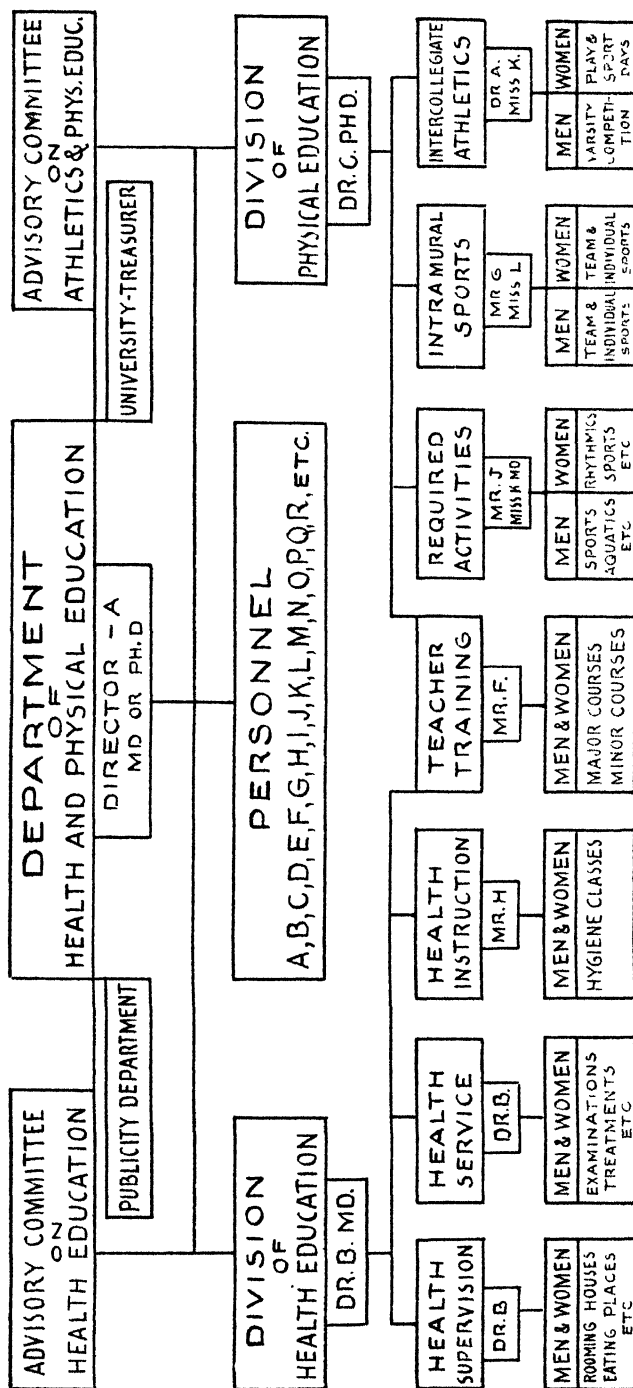 ADVISORY COMMITTEE
ON
HEALTH EDUCATION
PUBLICITY DEPARTMENT
DEPARTMENT
OF
HEALTH AND PHYSICAL EDUCATION
DIRECTOR - A
MD OR PH.D
UNIVERSITY-TREASURER
ADVISORY COMMITTEE
ON
ATHLETICS & PHYS. EDUC.
DIVISION
OF
HEALTH EDUCATION
DR. B. MD.
PERSONNEL
A,B,C,D,E,F,G,H,I,J,K,L,M,N,O,P,Q,R, ETC.
DIVISION
OF
PHYSICAL EDUCATION
DR. C. PHD.
HEALTH
SUPERVISION
DR.B
MEN & WOMEN
ROOMING HOUSES
EATING PLACES
ETC
HEALTH
SERVICE
DR.B.
MEN & WOMEN
EXAMINATIONS
TREATMENTS
ETC
HEALTH
INSTRUCTION
MR. H
MEN & WOMEN
HYGIENE CLASSES
TEACHER
TRAINING
MR. F.
MEN & WOMEN
MAJOR COURSES
MINOR COURSES
REQUIRED
ACTIVITIES
MR. J
MISS K MD
MEN
SPORTS
AQUATICS
ETC
WOMEN
RHYTHMICS
SPORTS
ETC
INTRAMURAL
SPORTS
MR G
MISS L
MEN
TEAM &
INDIVIDUAL
SPORTS
WOMEN
TEAM &
INDIVIDUAL
SPORTS
INTERCOLLEGIATE
ATHLETICS
DR A.
MISS K.
MEN
VARSITY
COMPETI-
TION
WOMEN
PLAY &
SPORT
DAYS